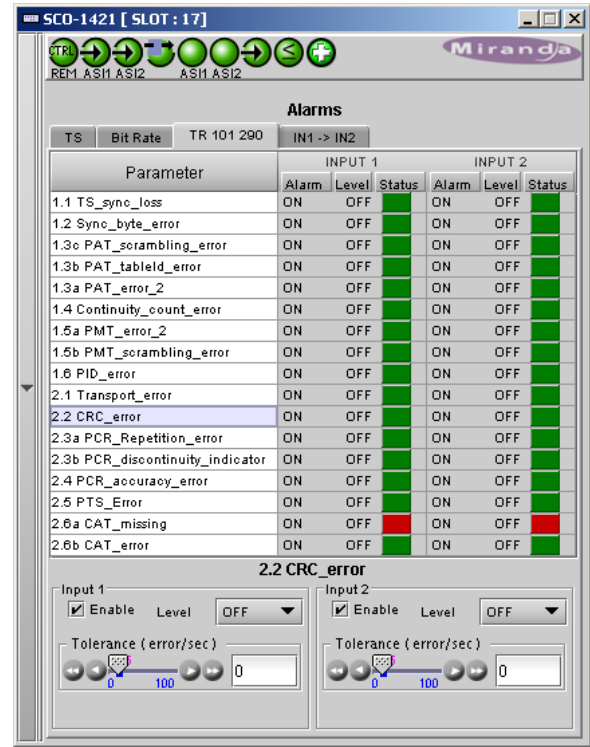 SCO-1421 [ SLOT : 17]
CTRL
REM ASI1 ASI2 ASI1 ASI2
Miranda
Alarms
TS Bit Rate TR 101 290 IN1 -> IN2
Parameter INPUT 1 INPUT 2
Alarm Level Status Alarm Level Status
1.1 TS_sync_loss ON OFF ON OFF
1.2 Sync_byte_error ON OFF ON OFF
1.3c PAT_scrambling_error ON OFF ON OFF
1.3b PAT_tableId_error ON OFF ON OFF
1.3a PAT_error_2 ON OFF ON OFF
1.4 Continuity_count_error ON OFF ON OFF
1.5a PMT_error_2 ON OFF ON OFF
1.5b PMT_scrambling_error ON OFF ON OFF
1.6 PID_error ON OFF ON OFF
2.1 Transport_error ON OFF ON OFF
2.2 CRC_error ON OFF ON OFF
2.3a PCR_Repetition_error ON OFF ON OFF
2.3b PCR_discontinuity_indicator ON OFF ON OFF
2.4 PCR_accuracy_error ON OFF ON OFF
2.5 PTS_Error ON OFF ON OFF
2.6a CAT_missing ON OFF ON OFF
2.6b CAT_error ON OFF ON OFF
2.2 CRC_error
Input 1 Input 2
Enable Level OFF Enable Level OFF
Tolerance ( error/sec ) Tolerance ( error/sec )
0 0
0 100 0 100